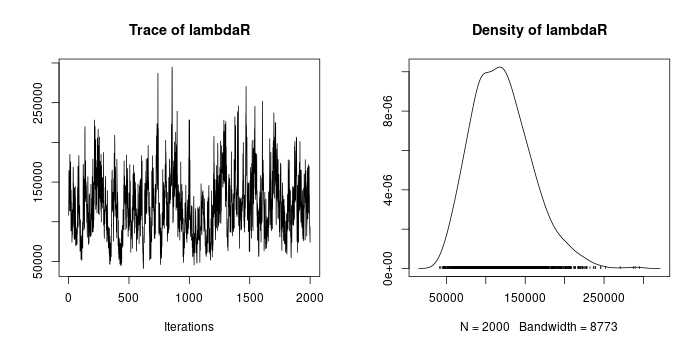 Trace of lambdaR
50000 150000 250000
0 500 1000 1500 2000
Iterations
Density of lambdaR
0e+00 4e-06 8e-06
50000 150000 250000
N = 2000 Bandwidth = 8773